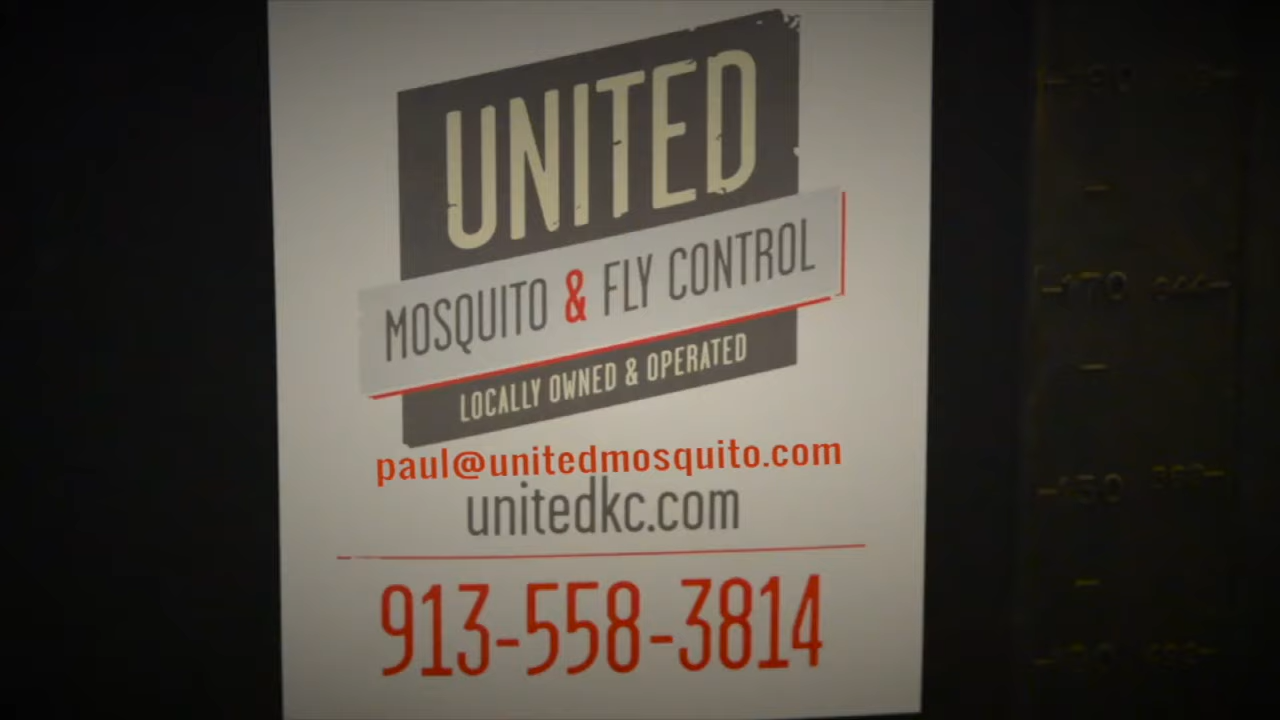 UNITED
MOSQUITO & FLY CONTROL
LOCALLY OWNED & OPERATED
paul@unitedmosquito.com
unitedkc.com
913-558-3814